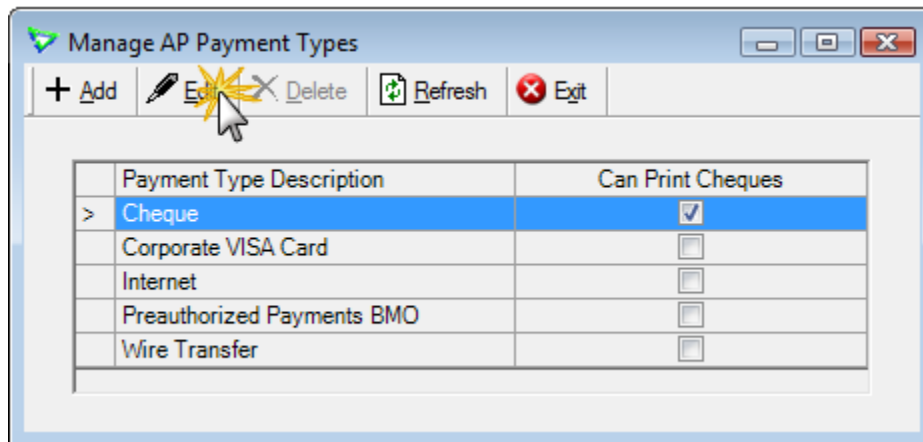 Manage AP Payment Types
Add Edit Delete Refresh Exit
Payment Type Description Can Print Cheques
> Cheque
Corporate VISA Card
Internet
Preauthorized Payments BMO
Wire Transfer